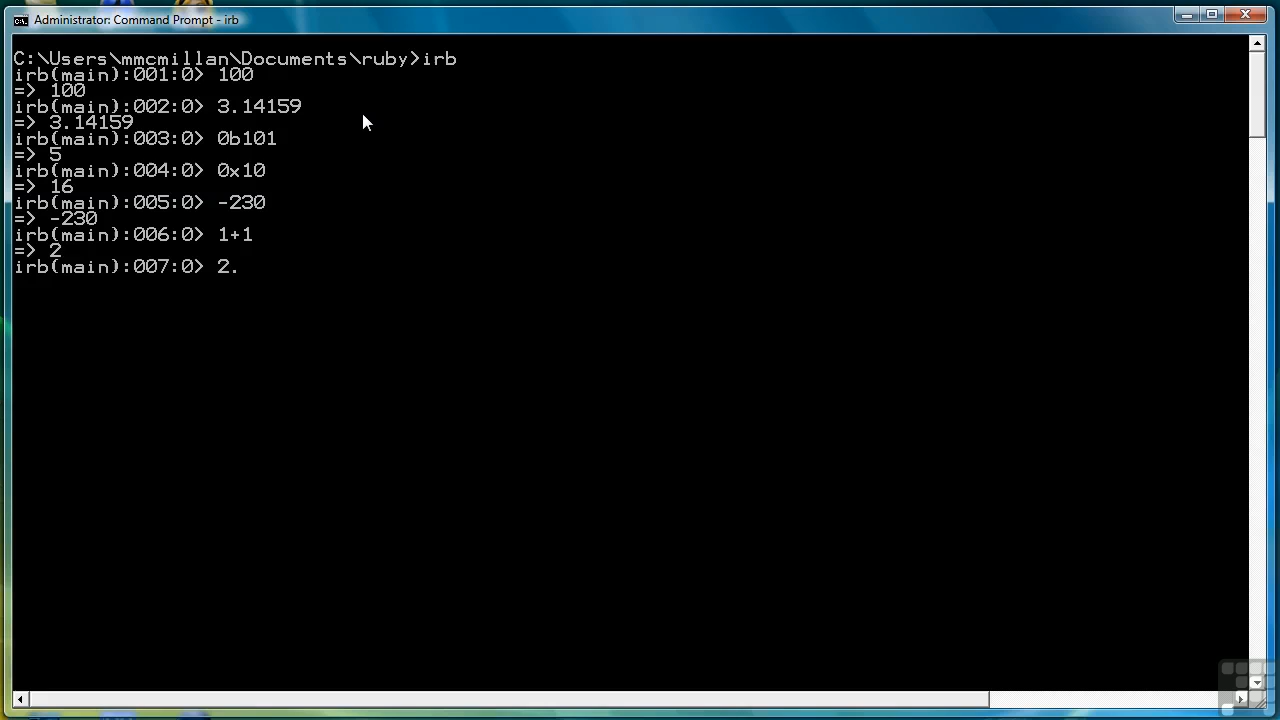 Administrator: Command Prompt - irb
C:\Users\mmcmillan\Documents\ruby>irb
irb(main):001:0> 100
=> 100
irb(main):002:0> 3.14159
=> 3.14159
irb(main):003:0> 0b101
=> 5
irb(main):004:0> 0x10
=> 16
irb(main):005:0> -230
=> -230
irb(main):006:0> 1+1
=> 2
irb(main):007:0> 2.